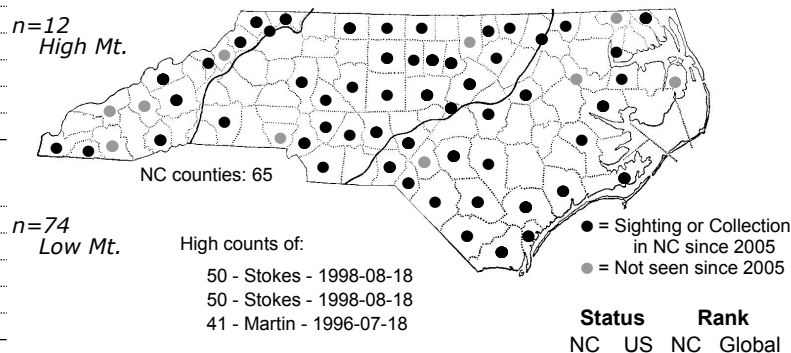 n=12
High Mt.
NC counties: 65
n=74
Low Mt.
High counts of:
50 - Stokes - 1998-08-18
50 - Stokes - 1998-08-18
41 - Martin - 1996-07-18
= Sighting or Collection
in NC since 2005
= Not seen since 2005
Status Rank
NC US NC Global